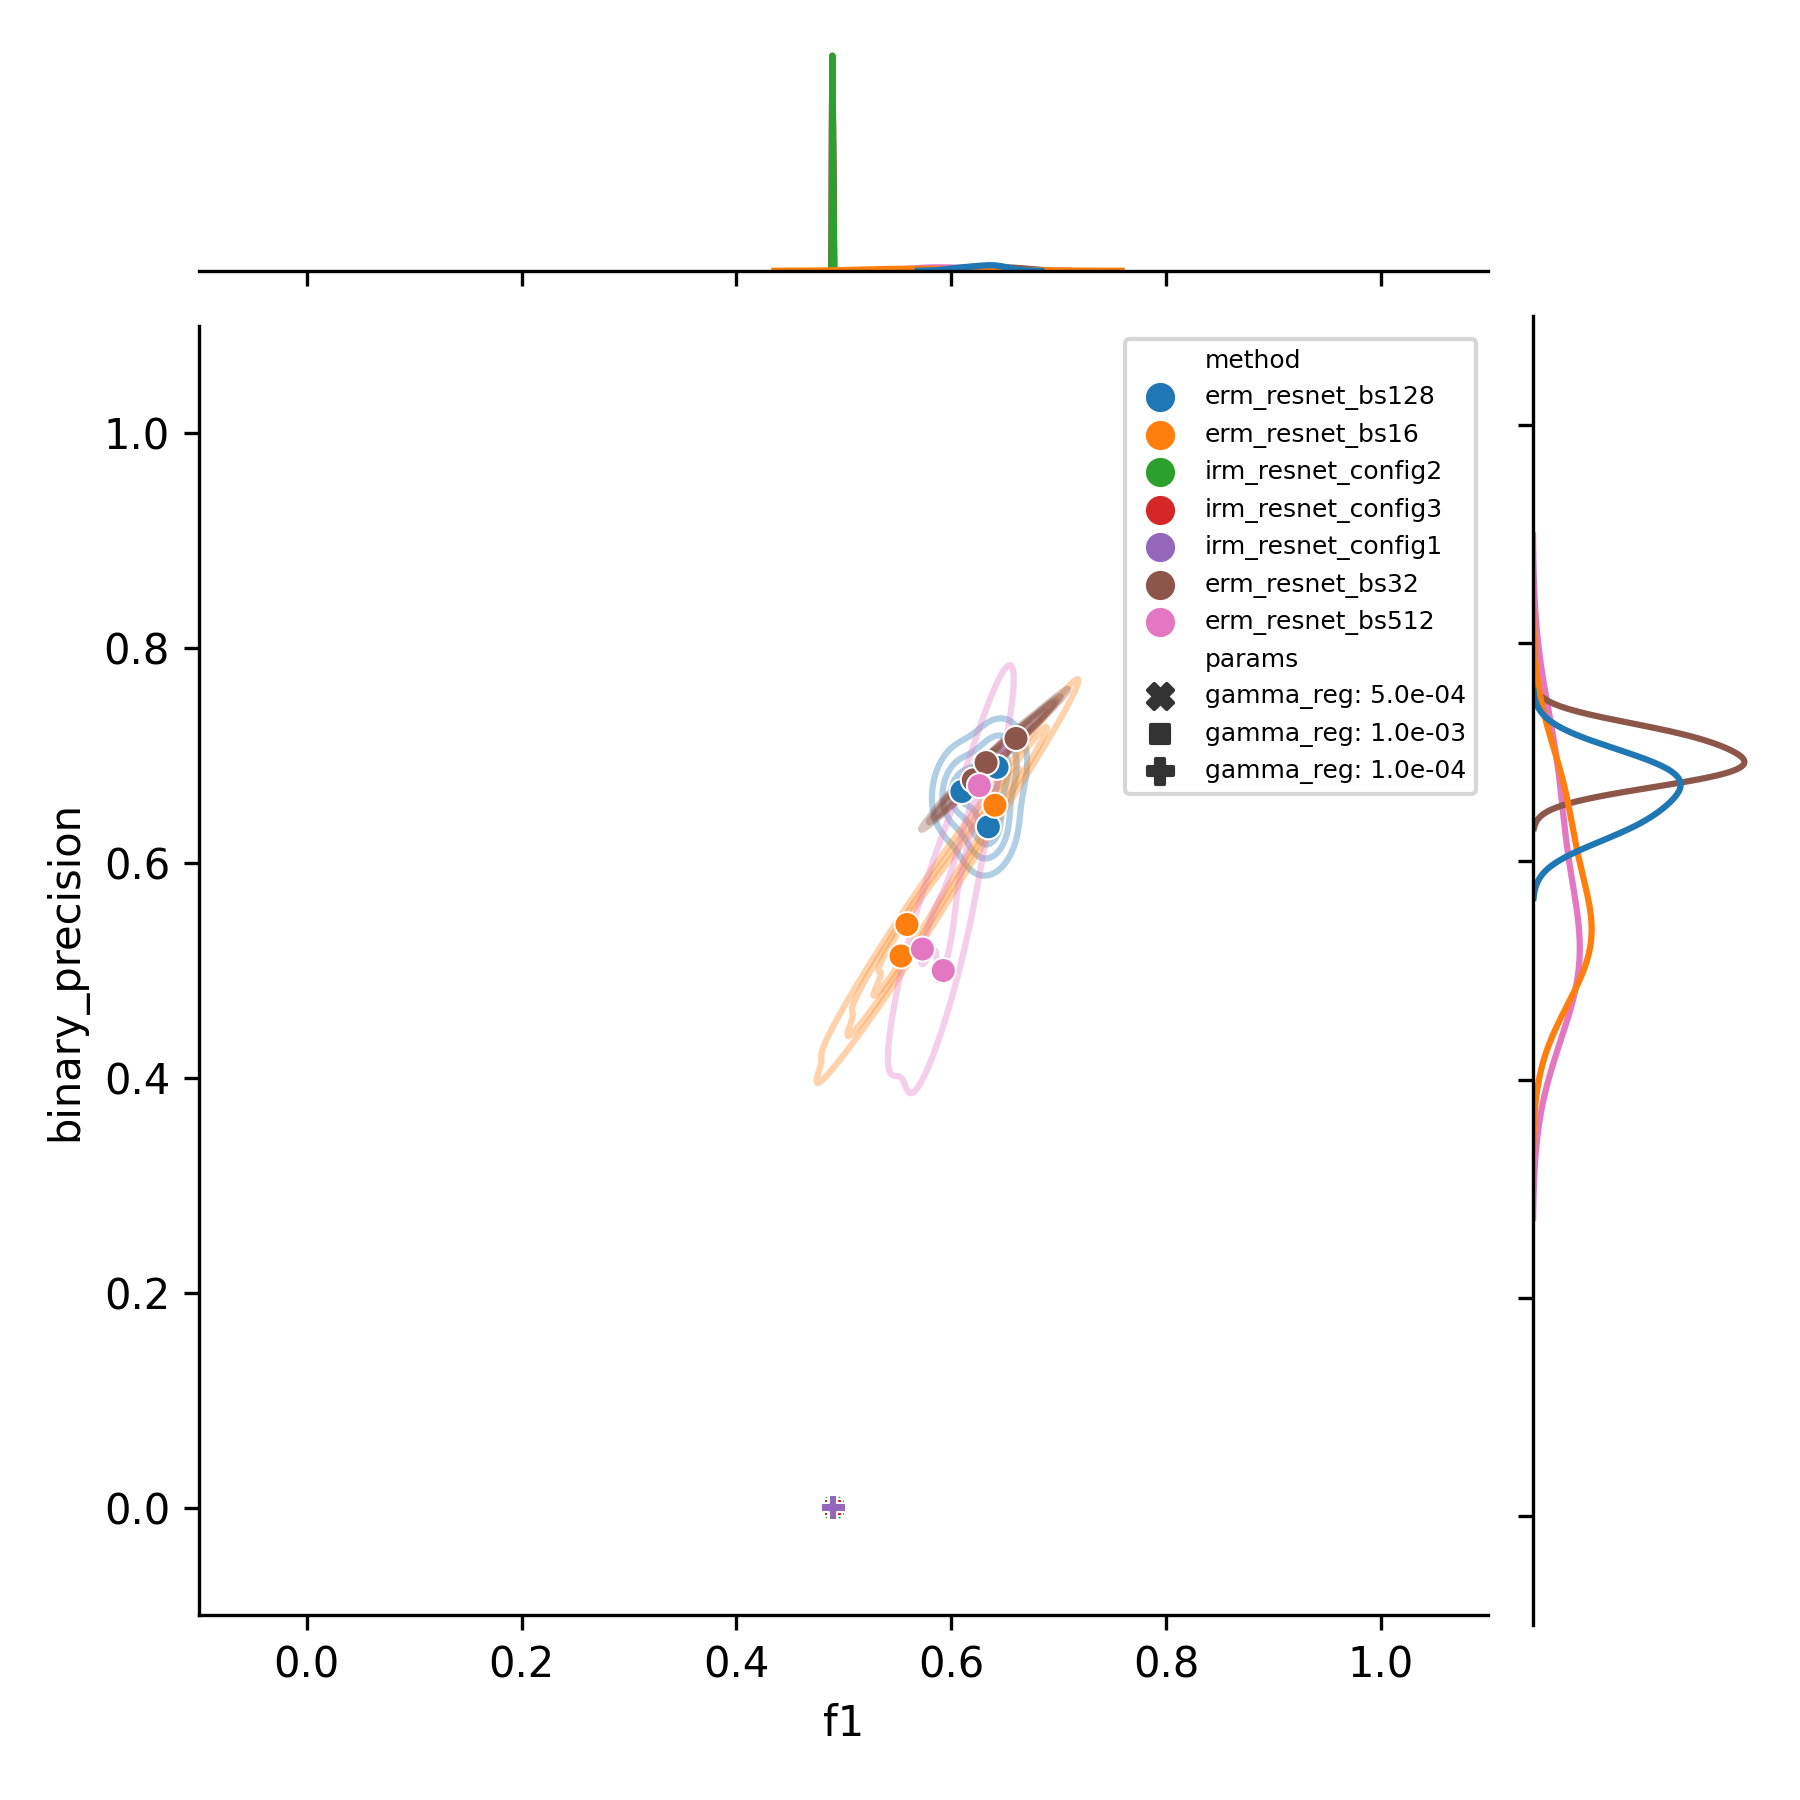 method
erm_resnet_bs128
erm_resnet_bs16
irm_resnet_config2
irm_resnet_config3
irm_resnet_config1
erm_resnet_bs32
erm_resnet_bs512
params
gamma_reg: 5.0e-04
gamma_reg: 1.0e-03
gamma_reg: 1.0e-04
1.0
0.8
0.6
0.4
0.2
0.0
binary_precision
0.0 0.2 0.4 0.6 0.8 1.0
f1